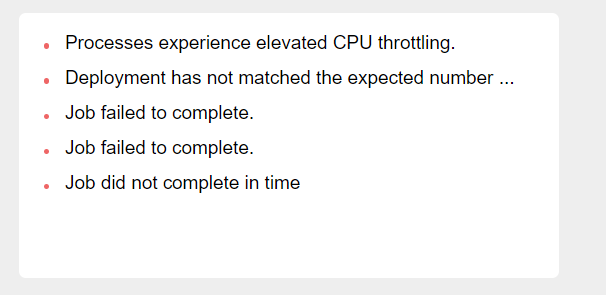 Processes experience elevated CPU throttling.
Deployment has not matched the expected number ...
Job failed to complete.
Job failed to complete.
Job did not complete in time